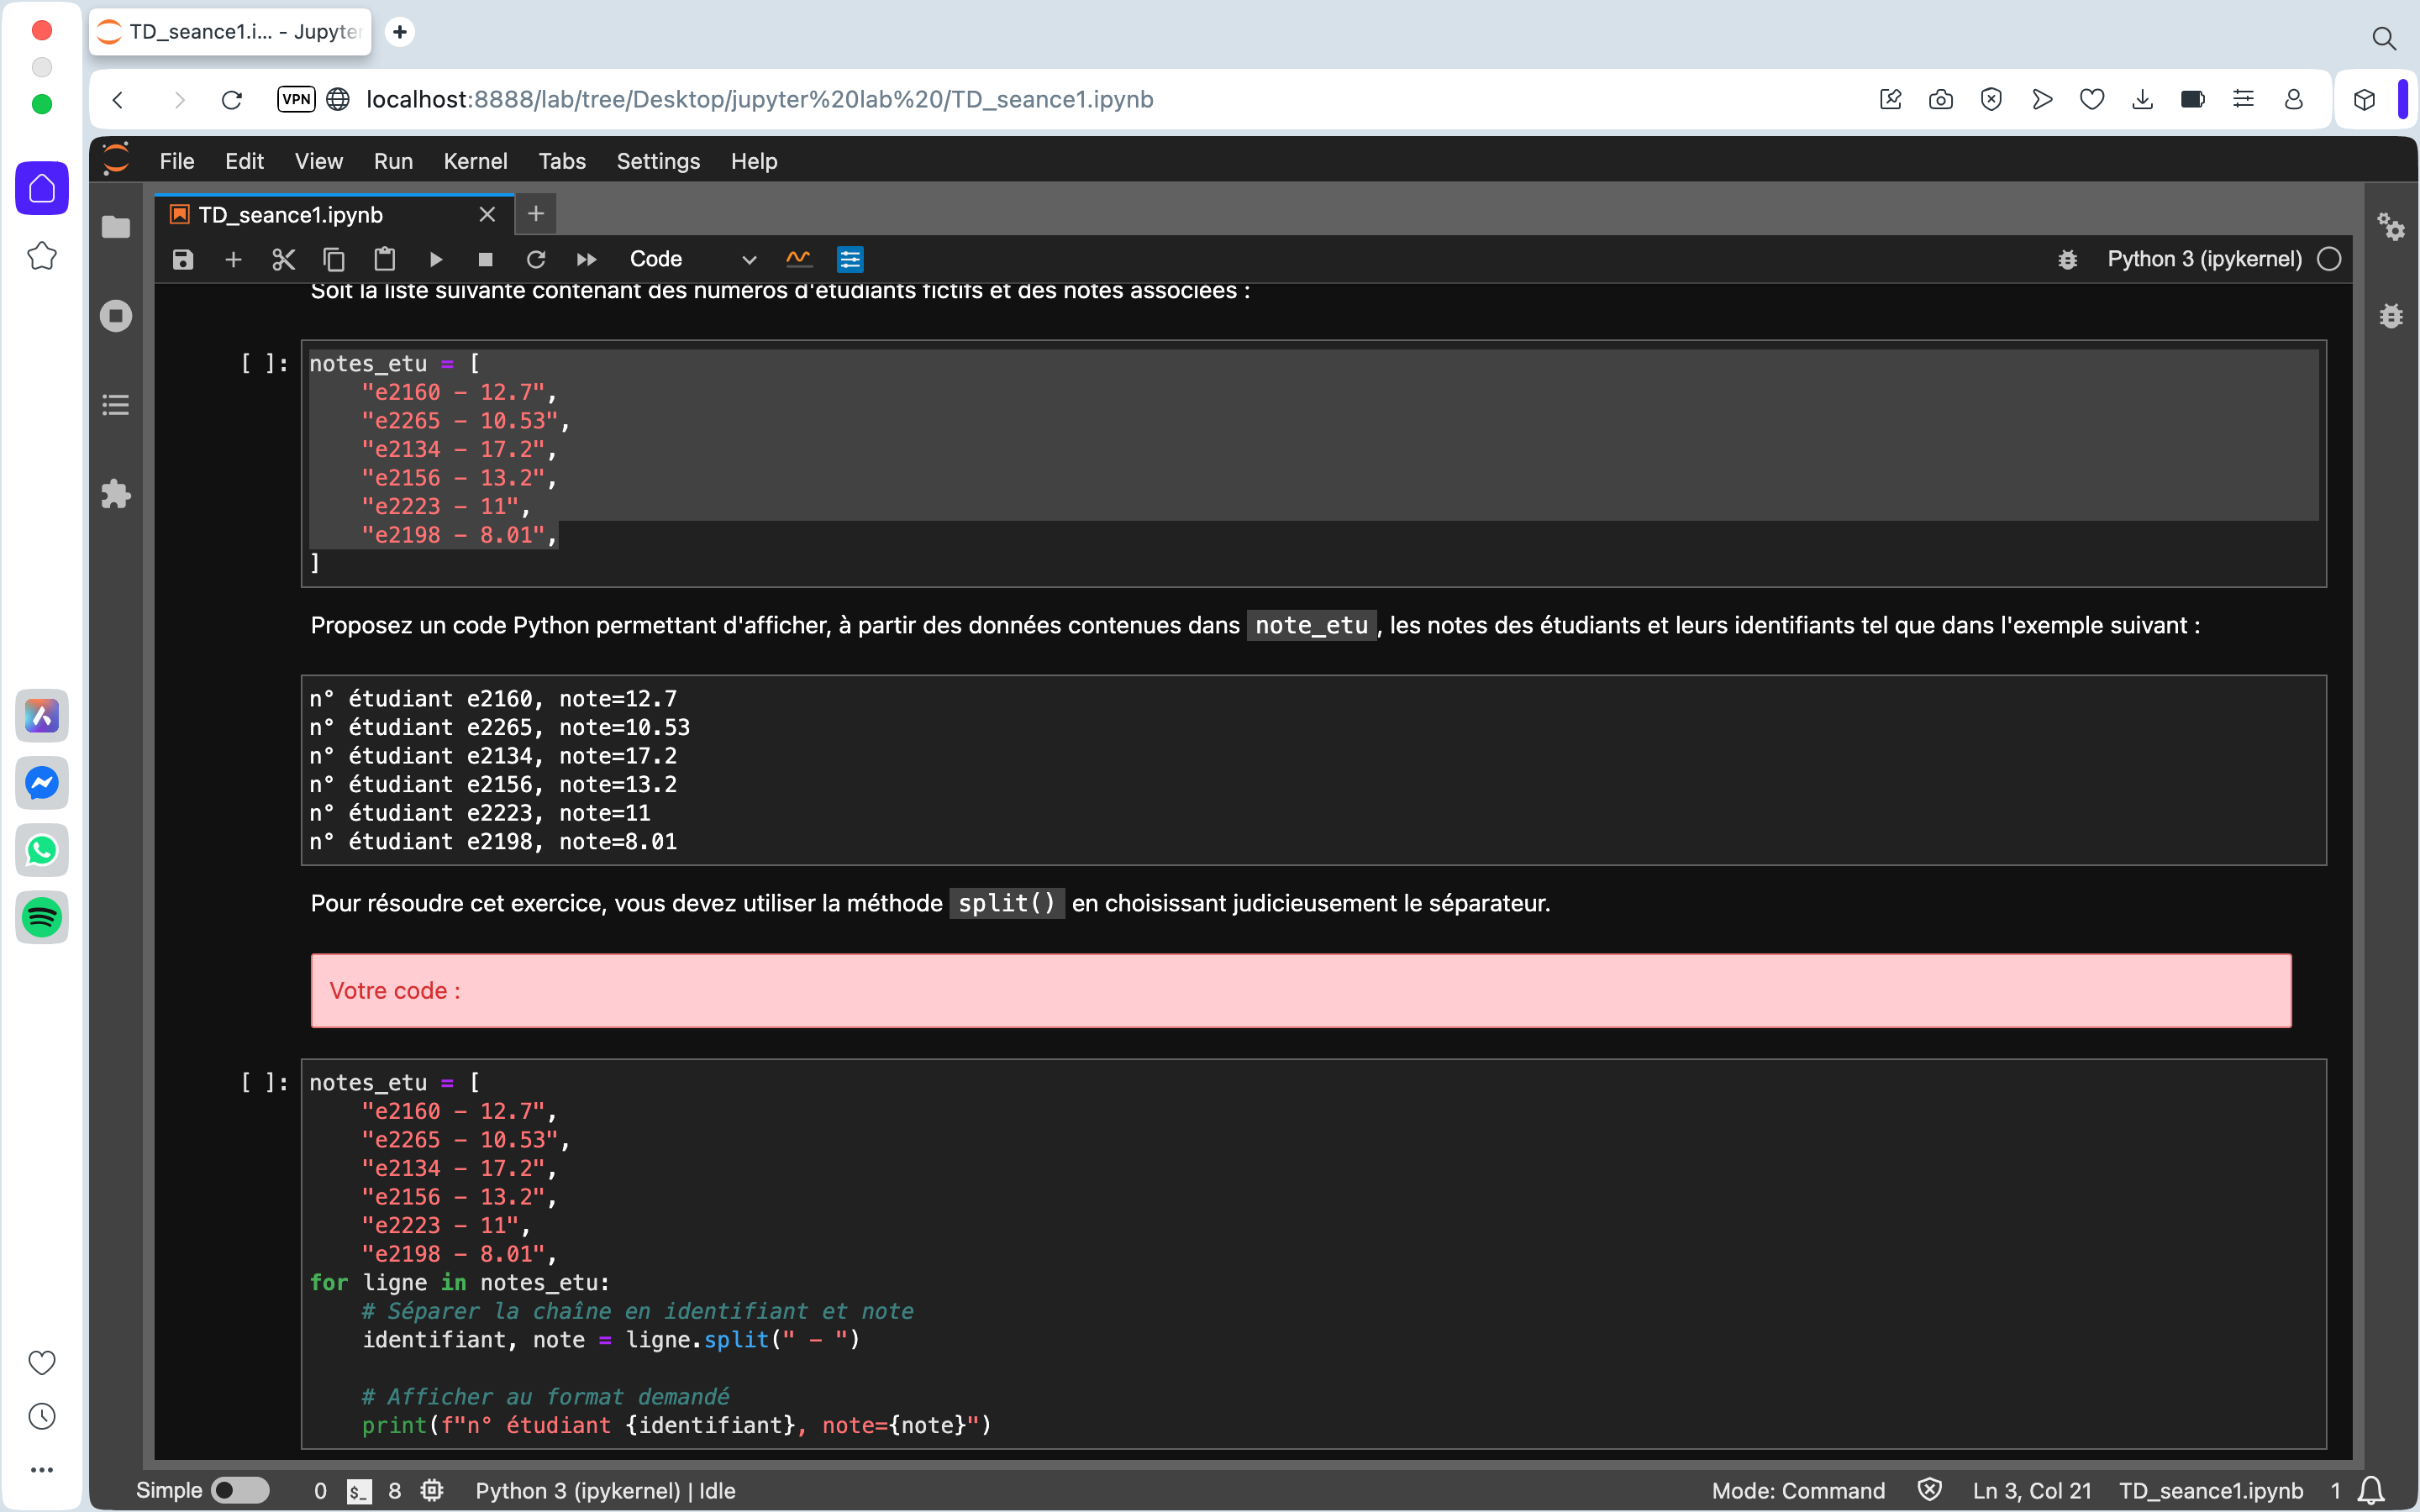 TD_seance1.i... - Jupyter
VPN
localhost:8888/lab/tree/Desktop/jupyter%20lab%20/TD_seance1.ipynb
File Edit View Run Kernel Tabs Settings Help
TD_seance1.ipynb
Code
Python 3 (ipykernel)
Soit la liste suivante contenant des numéros d'étudiants fictifs et des notes associées :
[ ]: notes_etu = [
"e2160 - 12.7",
"e2265 - 10.53",
"e2134 - 17.2",
"e2156 - 13.2",
"e2223 - 11",
"e2198 - 8.01",
]
Proposez un code Python permettant d'afficher, à partir des données contenues dans note_etu, les notes des étudiants et leurs identifiants tel que dans l'exemple suivant :
n° étudiant e2160, note=12.7
n° étudiant e2265, note=10.53
n° étudiant e2134, note=17.2
n° étudiant e2156, note=13.2
n° étudiant e2223, note=11
n° étudiant e2198, note=8.01
Pour résoudre cet exercice, vous devez utiliser la méthode split() en choisissant judicieusement le séparateur.
Votre code :
[ ]: notes_etu = [
"e2160 - 12.7",
"e2265 - 10.53",
"e2134 - 17.2",
"e2156 - 13.2",
"e2223 - 11",
"e2198 - 8.01",
for ligne in notes_etu:
# Séparer la chaîne en identifiant et note
identifiant, note = ligne.split(" - ")
# Afficher au format demandé
print(f"n° étudiant {identifiant}, note={note}")
Simple 0 $_ 8 Python 3 (ipykernel) | Idle Mode: Command Ln 3, Col 21 TD_seance1.ipynb 1